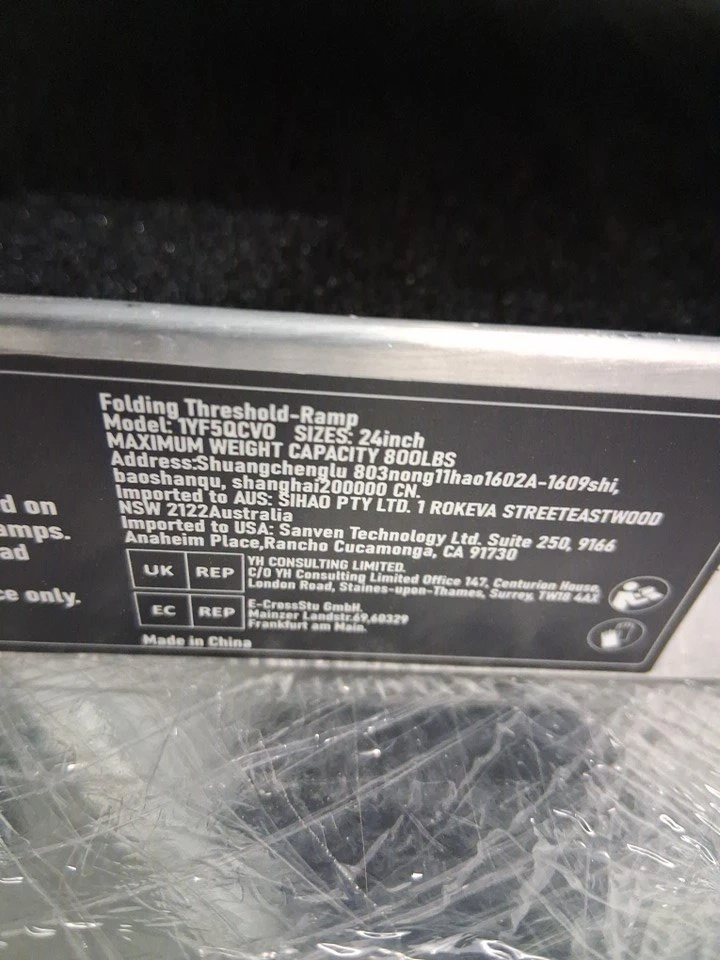 Folding Threshold-Ramp
Model: 1YF5QCV0 SIZES: 24inch
MAXIMUM WEIGHT CAPACITY 800LBS
Address:Shuangchenglu 803nong11hao1602A-1609shi,
baoshanqu, shanghai200000 CN.
Imported to AUS: SIHAO PTY LTD. 1 ROKEVA STREETEASTWOOD
NSW 2122Australia
Imported to USA: Sanven Technology Ltd. Suite 250, 9166
Anaheim Place,Rancho Cucamonga, CA 91730
UK REP
YH CONSULTING LIMITED.
C/O YH Consulting Limited Office 147, Centurion House,
London Road, Staines-upon-Thames, Surrey, TW18 4AX
EC REP
E-CrossStu GmbH.
Mainzer Landstr.69,60329
Frankfurt am Main.
Made in China
d on
amps.
ad
ce only.